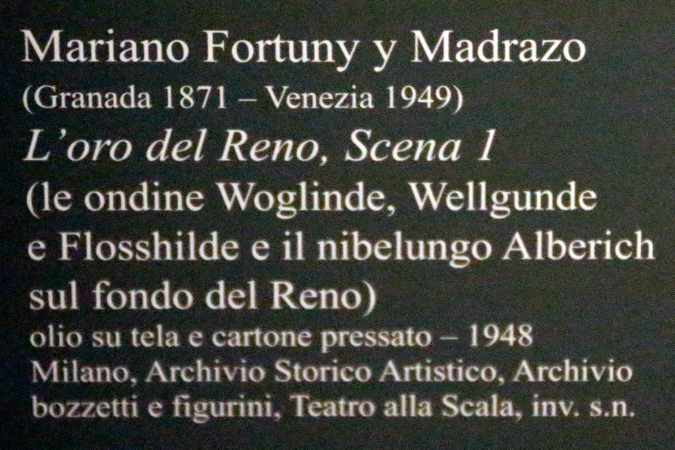 Mariano Fortuny y Madrazo
(Granada 1871 – Venezia 1949)
L'oro del Reno, Scena 1
(le ondine Woglinde, Wellgunde
e Flosshilde e il nibelungo Alberich
sul fondo del Reno)
olio su tela e cartone pressato – 1948
Milano, Archivio Storico Artistico, Archivio
bozzetti e figurini, Teatro alla Scala, inv. s.n.